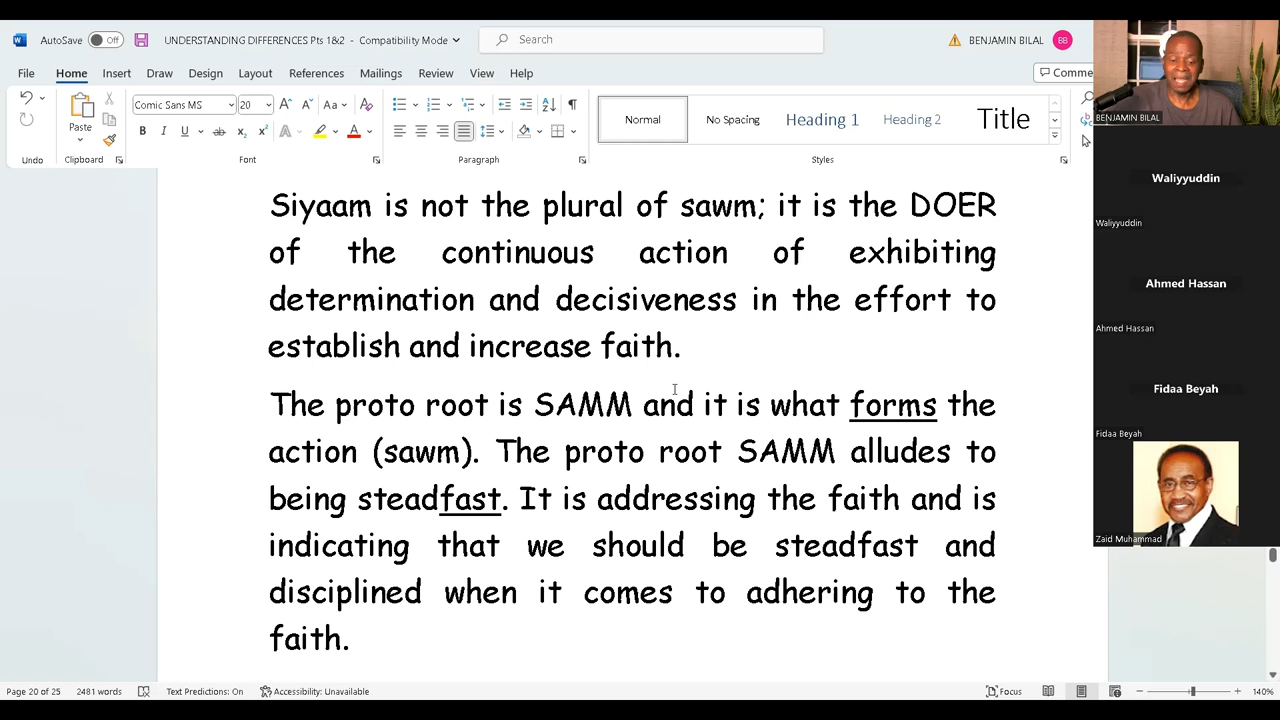 AutoSave Off UNDERSTANDING DIFFERENCES Pts 1&2 - Compatibility Mode Search BENJAMIN BILAL BB
File Home Insert Draw Design Layout References Mailings Review View Help Comme
Comic Sans MS 20 A A Aa A
Paste B I U ab x₂ x² A A Normal No Spacing Heading 1 Heading 2 Title
Undo Clipboard Font Paragraph Styles
Siyaam is not the plural of sawm; it is the DOER
of the continuous action of exhibiting
determination and decisiveness in the effort to
establish and increase faith.
The proto root is SAMM and it is what forms the
action (sawm). The proto root SAMM alludes to
being steadfast. It is addressing the faith and is
indicating that we should be steadfast and
disciplined when it comes to adhering to the
faith.
Page 20 of 25 2481 words Text Predictions: On Accessibility: Unavailable Focus 140%
BENJAMIN BILAL
Waliyyuddin
Waliyyuddin
Ahmed Hassan
Ahmed Hassan
Fidaa Beyah
Fidaa Beyah
Zaid Muhammad